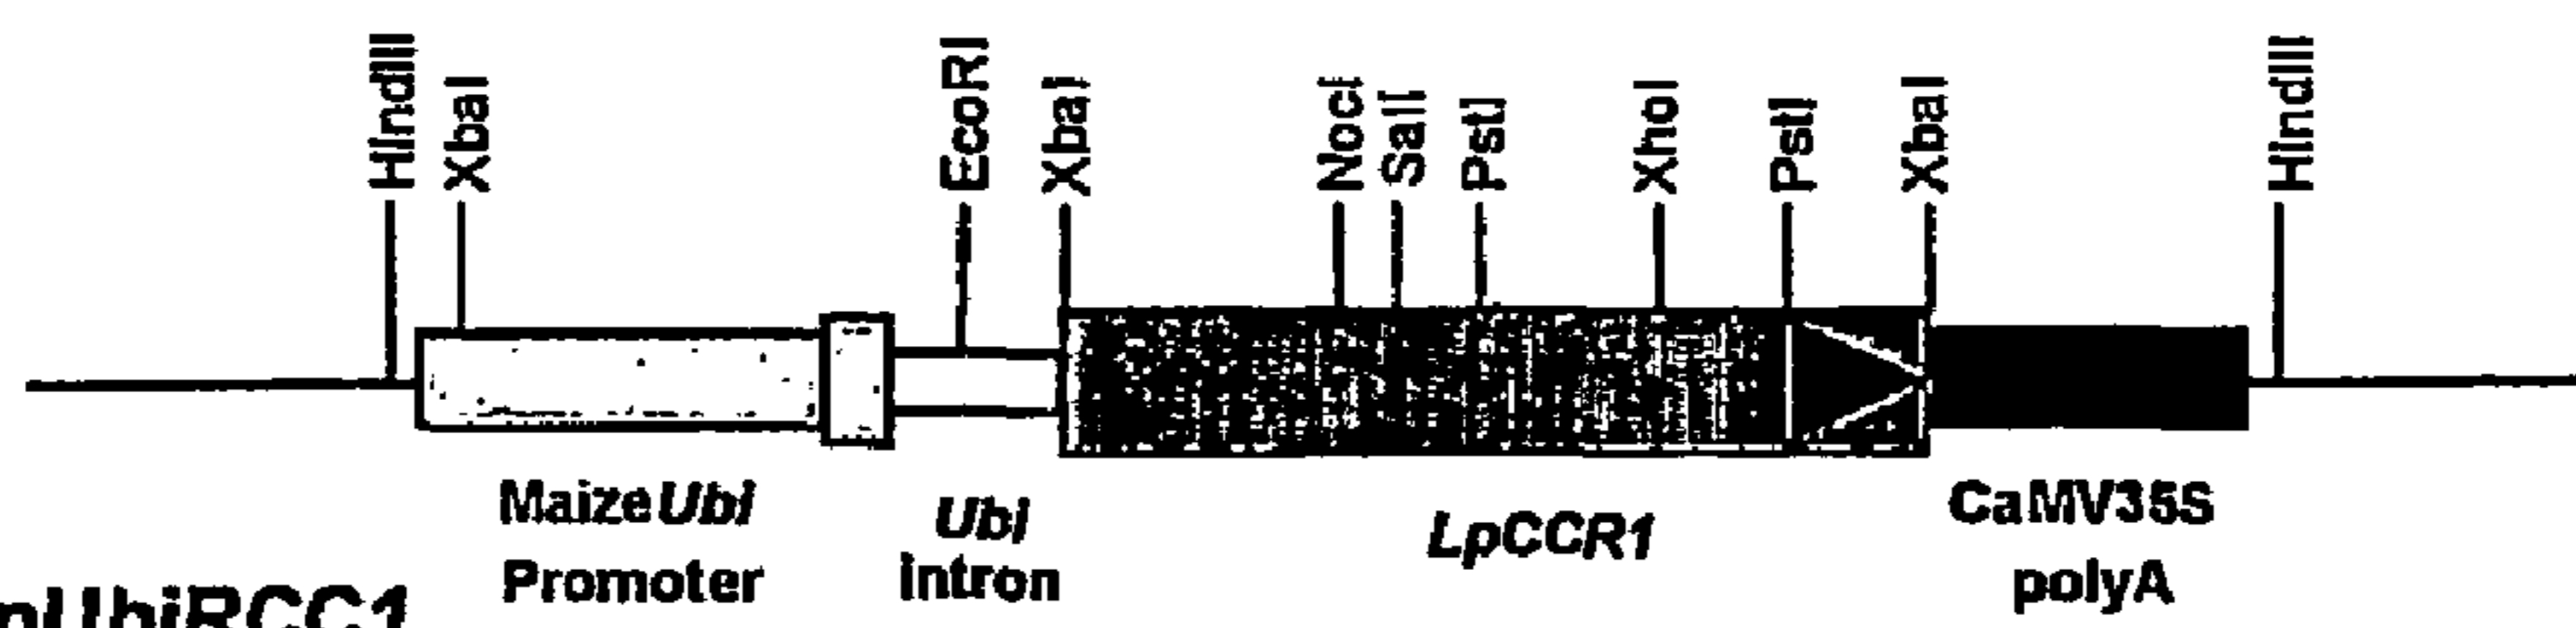 HindIII
XbaI
EcoRI
XbaI
NocI
SalI
PstI
XhoI
PstI
XbaI
HindIII
Maize Ubi
Promoter
Ubi
intron
LpCCR1
CaMV35S
polyA
pUbiRCC1